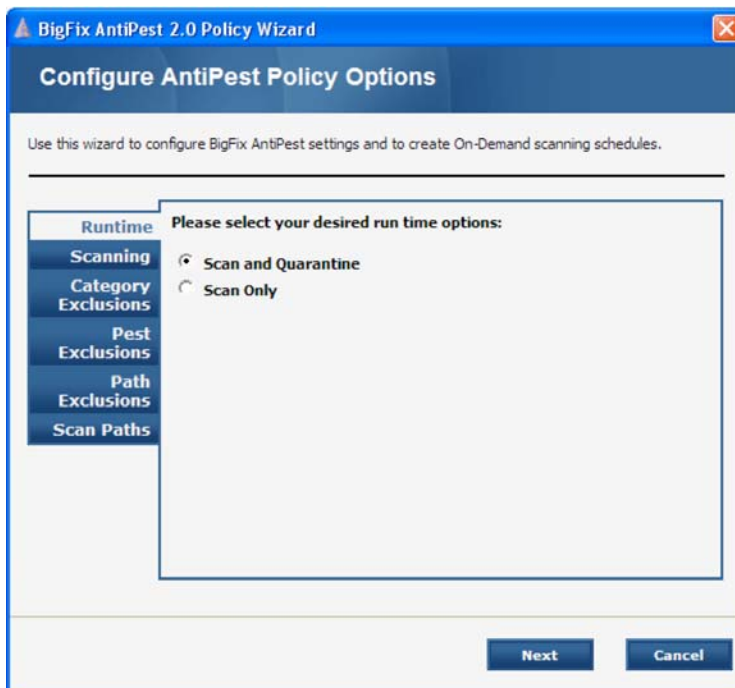 BigFix AntiPest 2.0 Policy Wizard
Configure AntiPest Policy Options
Use this wizard to configure BigFix AntiPest settings and to create On-Demand scanning schedules.
Runtime
Scanning
Category
Exclusions
Pest
Exclusions
Path
Exclusions
Scan Paths
Please select your desired run time options:
Scan and Quarantine
Scan Only
Next
Cancel